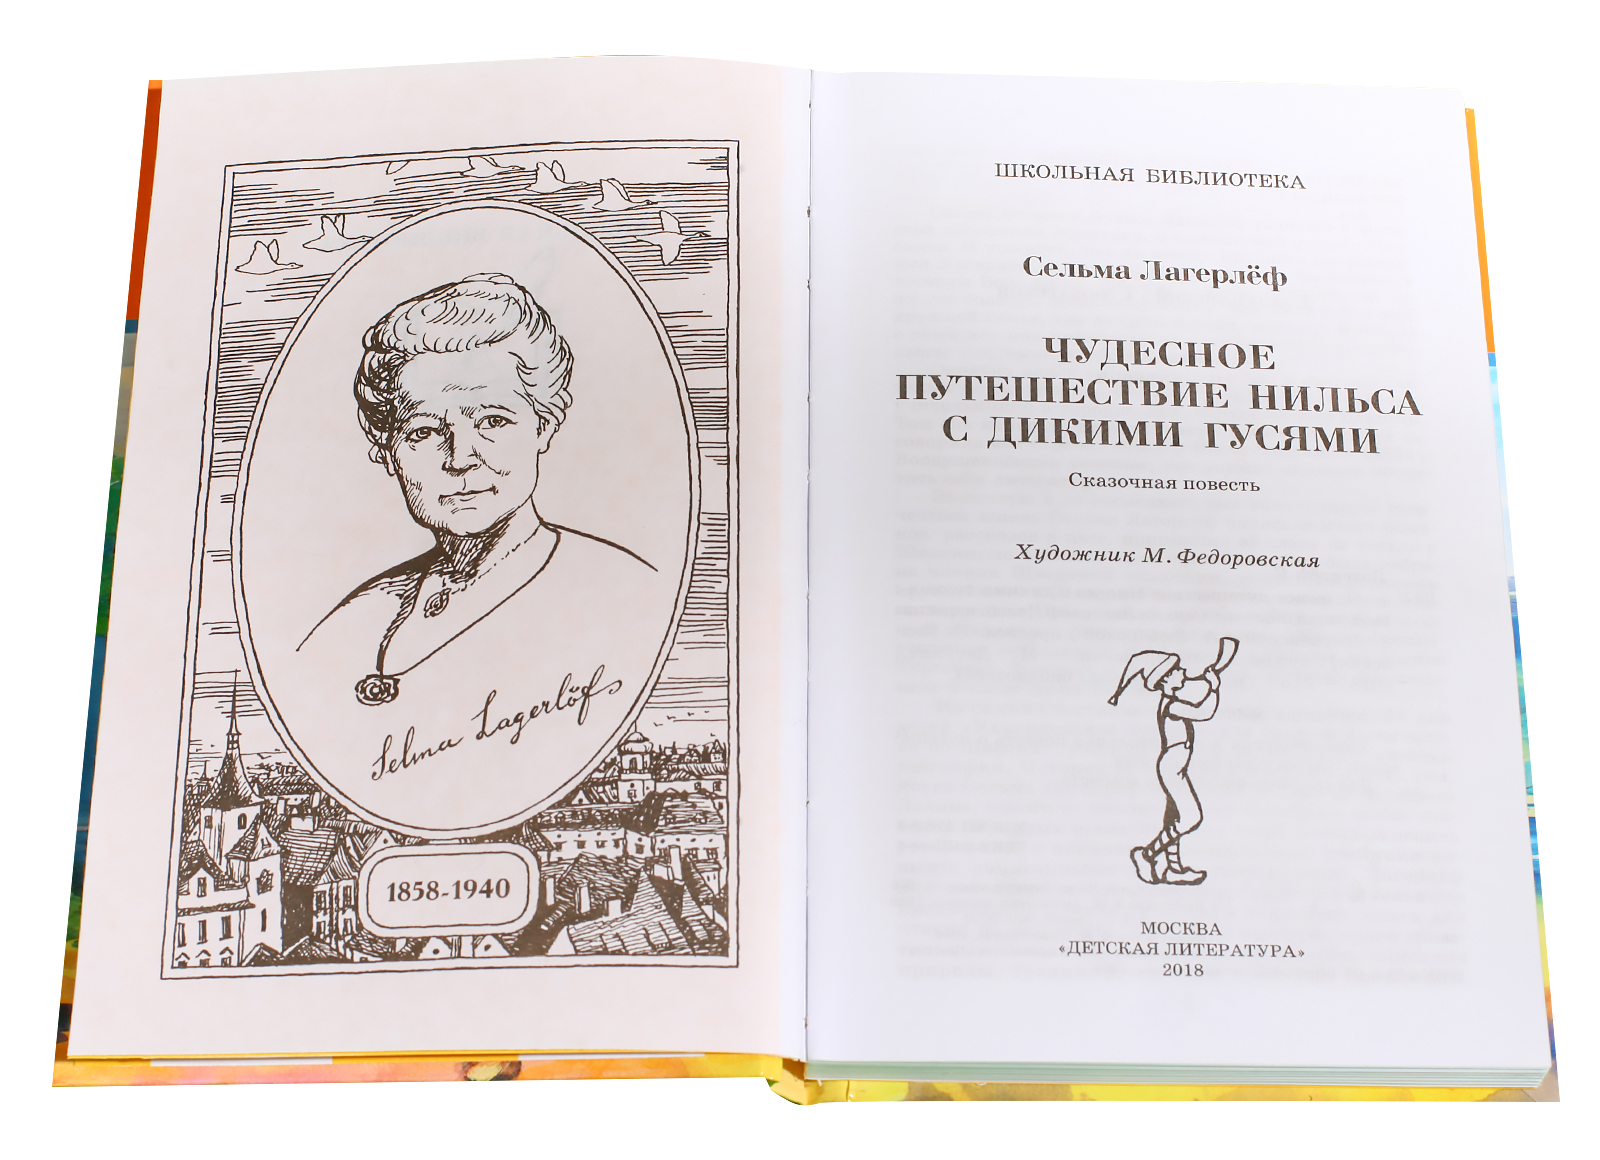 Selma Lagerlöf
1858-1940
ШКОЛЬНАЯ БИБЛИОТЕКА
Сельма Лагерлёф
ЧУДЕСНОЕ
ПУТЕШЕСТВИЕ НИЛЬСА
С ДИКИМИ ГУСЯМИ
Сказочная повесть
Художник М. Федоровская
МОСКВА
«ДЕТСКАЯ ЛИТЕРАТУРА»
2018